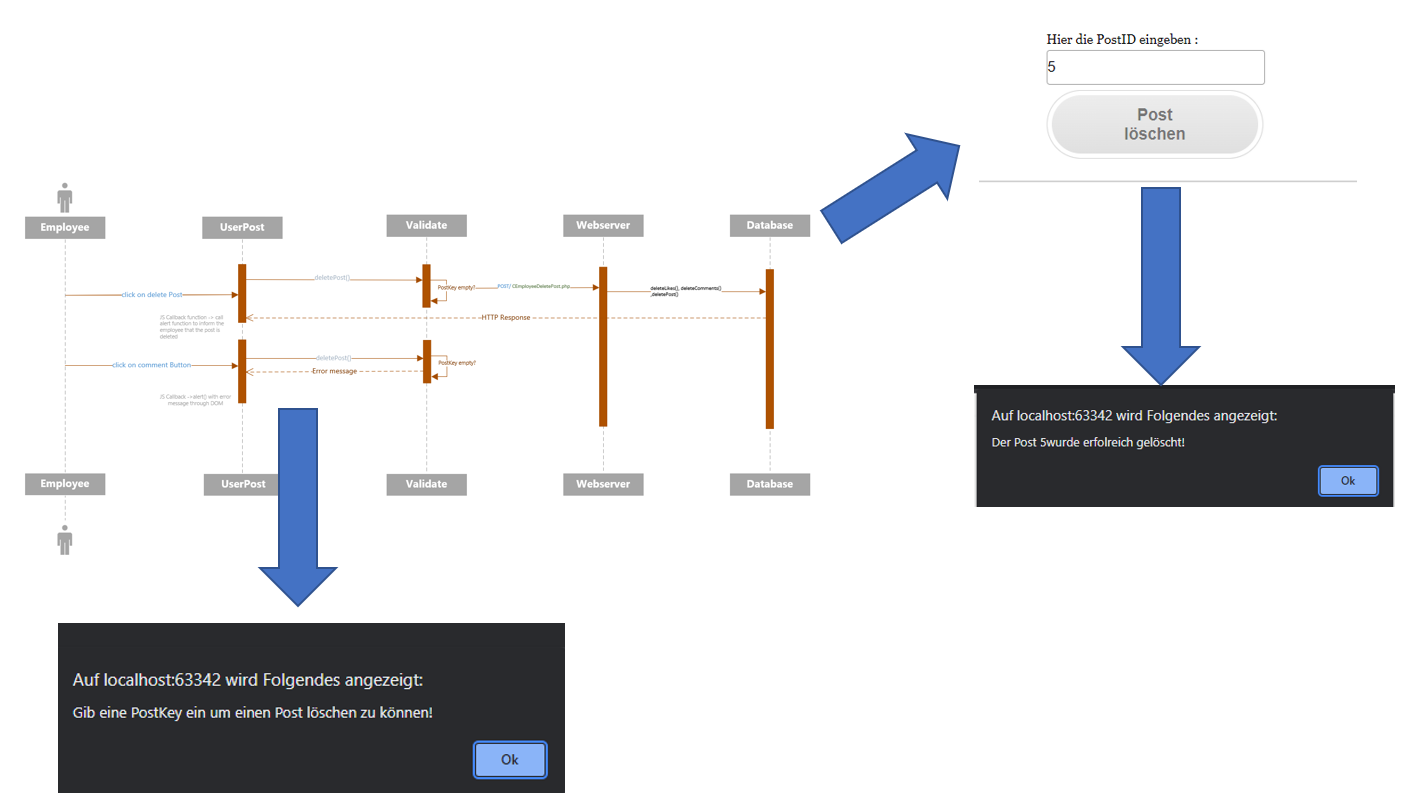 Hier die PostID eingeben :
5
Post
löschen
Employee
UserPost
Validate
Webserver
Database
deletePost()
PostKey empty?
POST/ CEmployeeDeletePost.php
deleteLikes(), deleteComments()
,deletePost()
click on delete Post
HTTP Response
JS Callback function -> call
alert function to inform the
employee that the post is
deleted
deletePost()
PostKey empty?
click on comment Button
Error message
JS Callback ->alert() with error
message through DOM
Employee
UserPost
Validate
Webserver
Database
Auf localhost:63342 wird Folgendes angezeigt:
Der Post 5wurde erfolreich gelöscht!
Ok
Auf localhost:63342 wird Folgendes angezeigt:
Gib eine PostKey ein um einen Post löschen zu können!
Ok